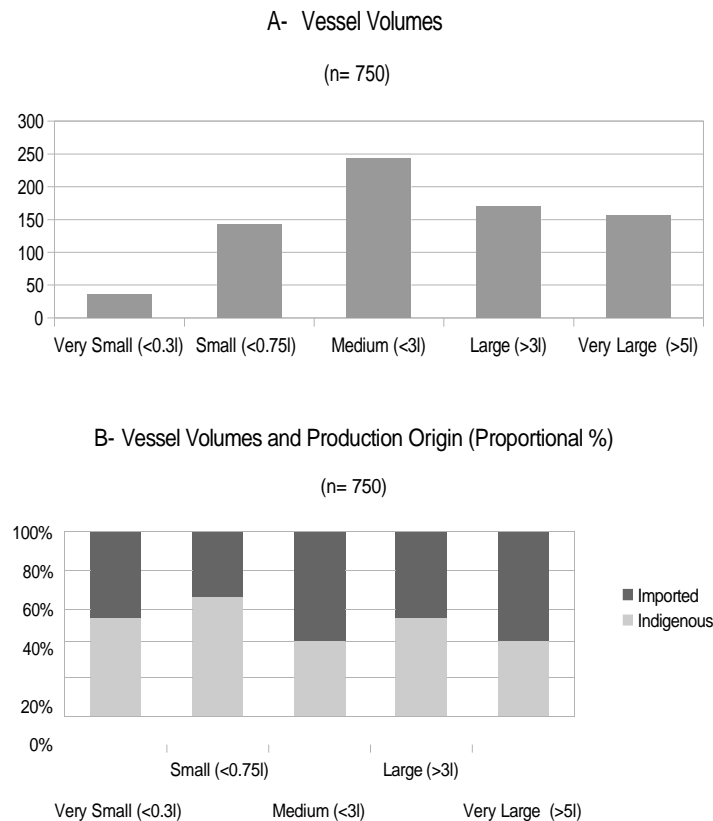 A- Vessel Volumes
(n= 750)
300
250
200
150
100
50
0
Very Small (<0.3l) Small (<0.75l) Medium (<3l) Large (>3l) Very Large (>5l)
B- Vessel Volumes and Production Origin (Proportional %)
(n= 750)
100%
80%
60%
40%
20%
0%
Imported
Indigenous
Small (<0.75l) Large (>3l)
Very Small (<0.3l) Medium (<3l) Very Large (>5l)